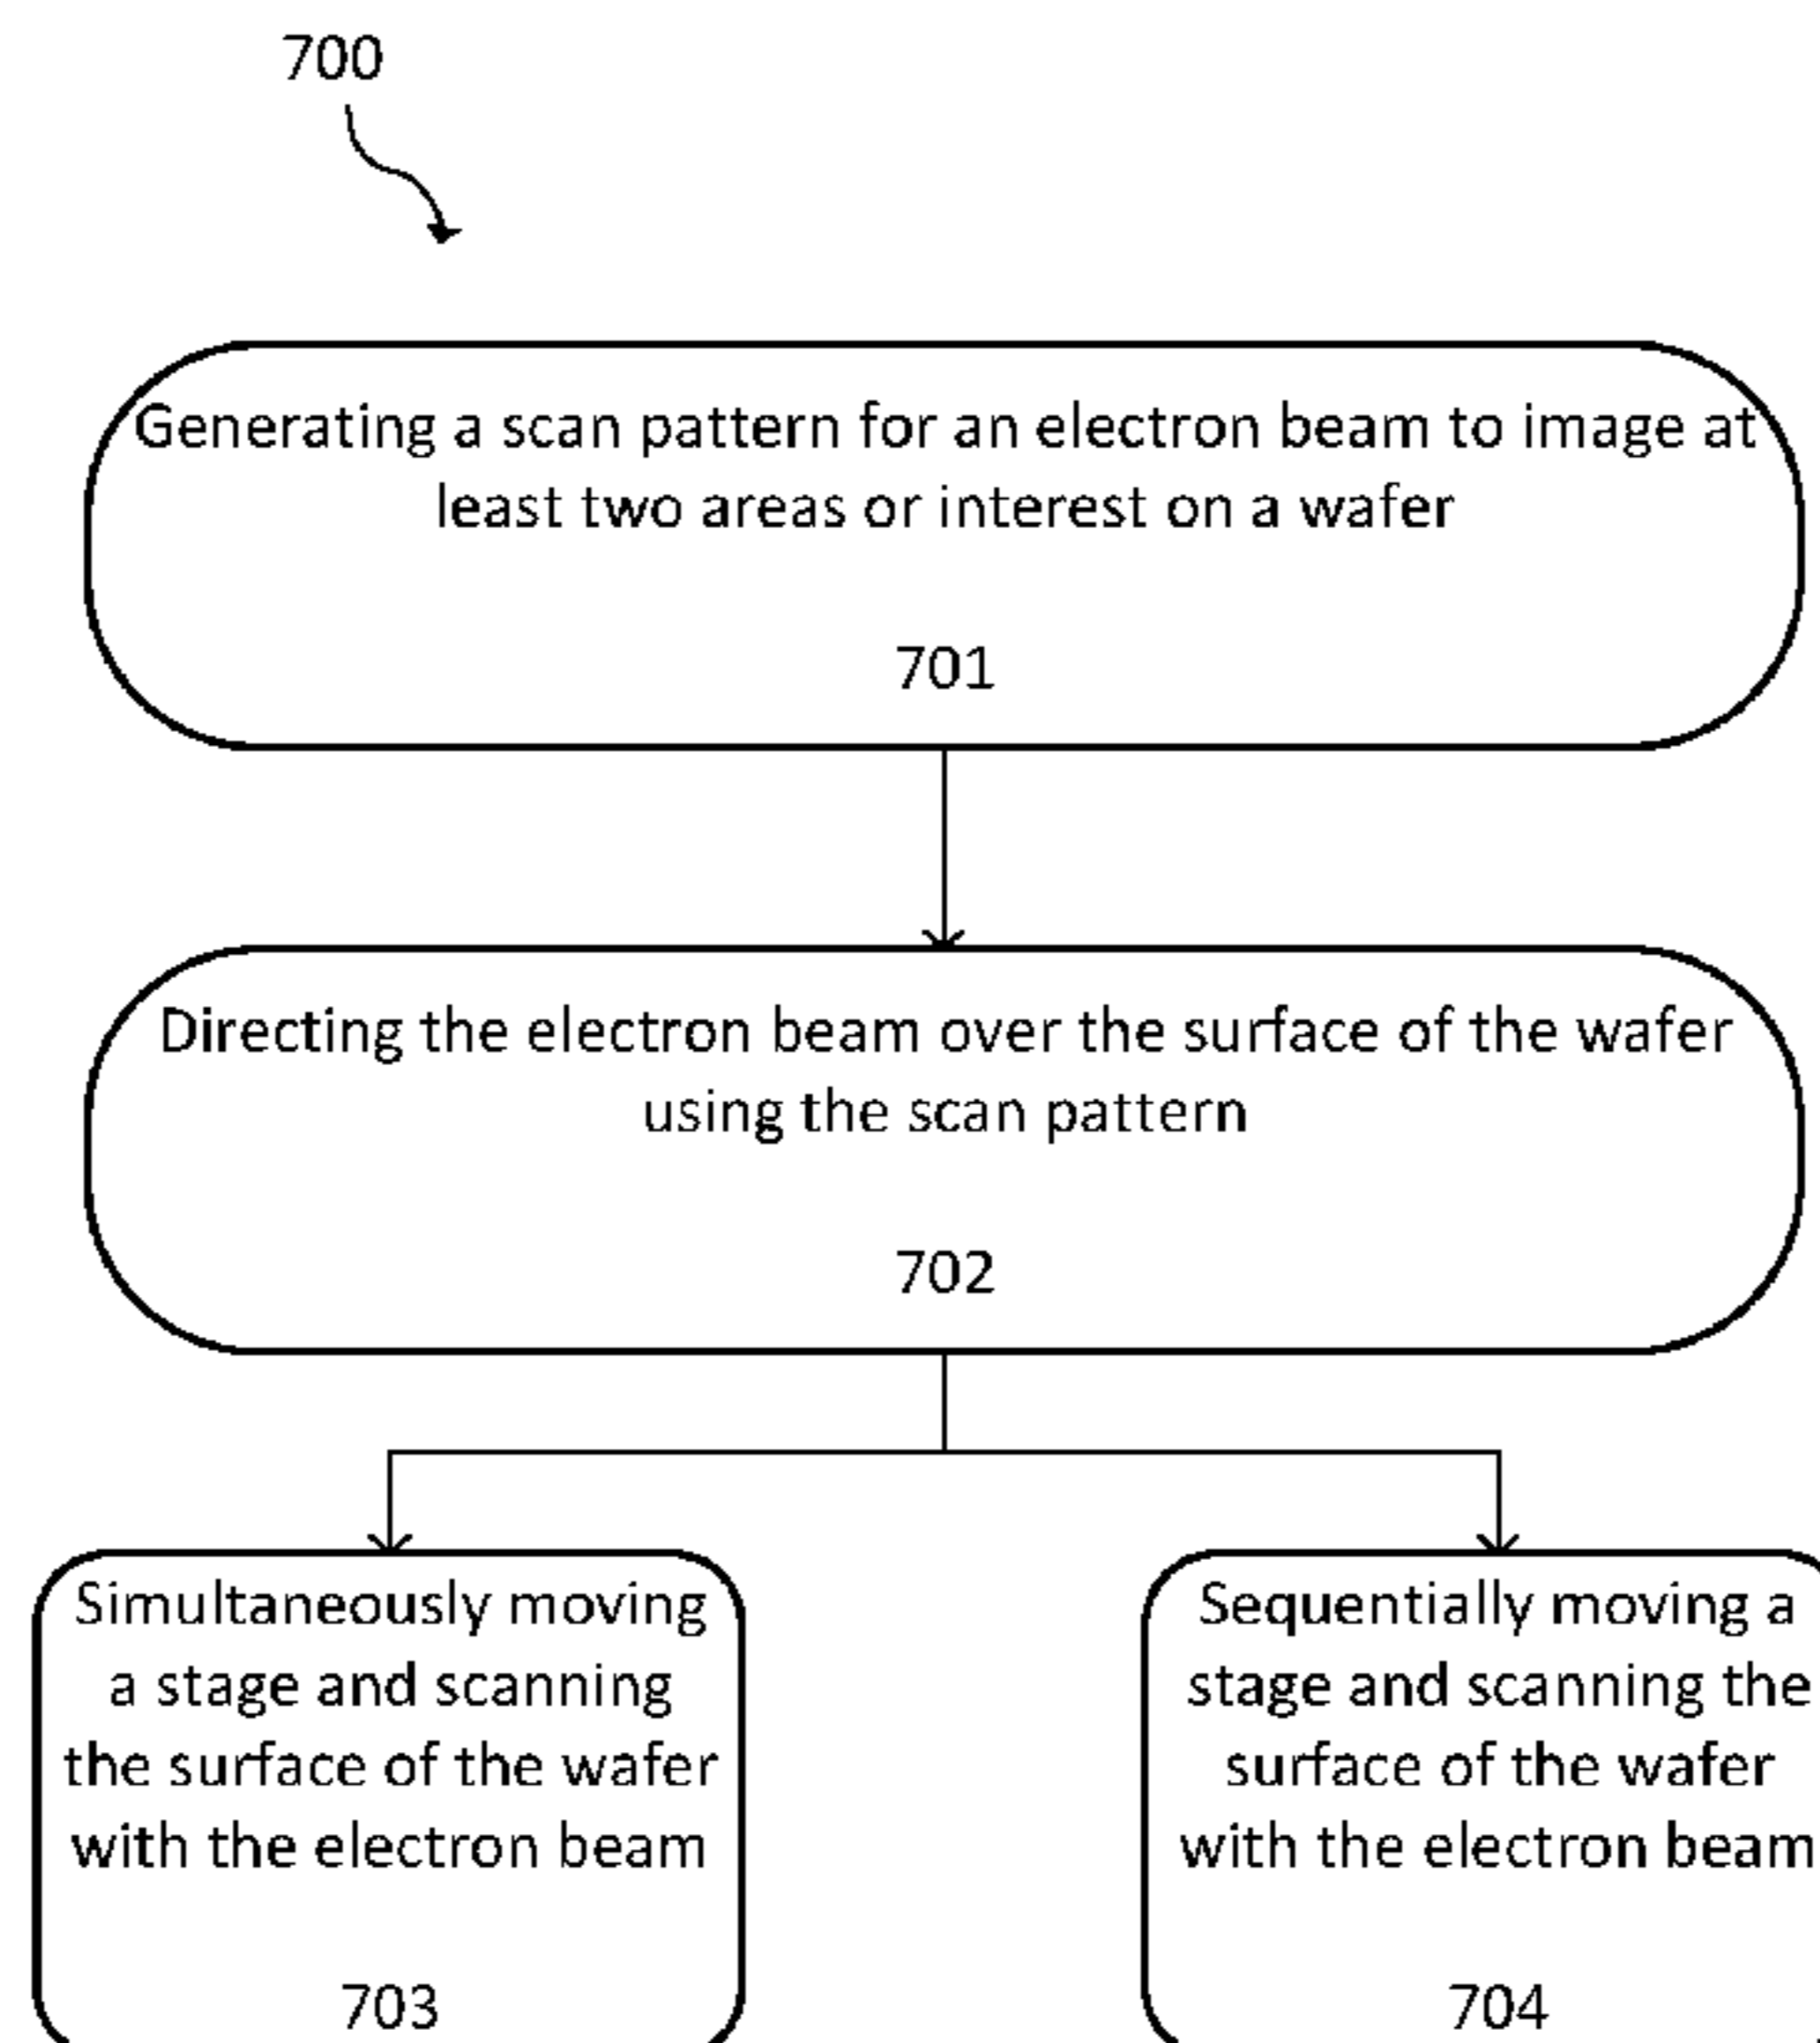 700
Generating a scan pattern for an electron beam to image at
least two areas or interest on a wafer
701
Directing the electron beam over the surface of the wafer
using the scan pattern
702
Simultaneously moving
a stage and scanning
the surface of the wafer
with the electron beam
703
Sequentially moving a
stage and scanning the
surface of the wafer
with the electron beam
704